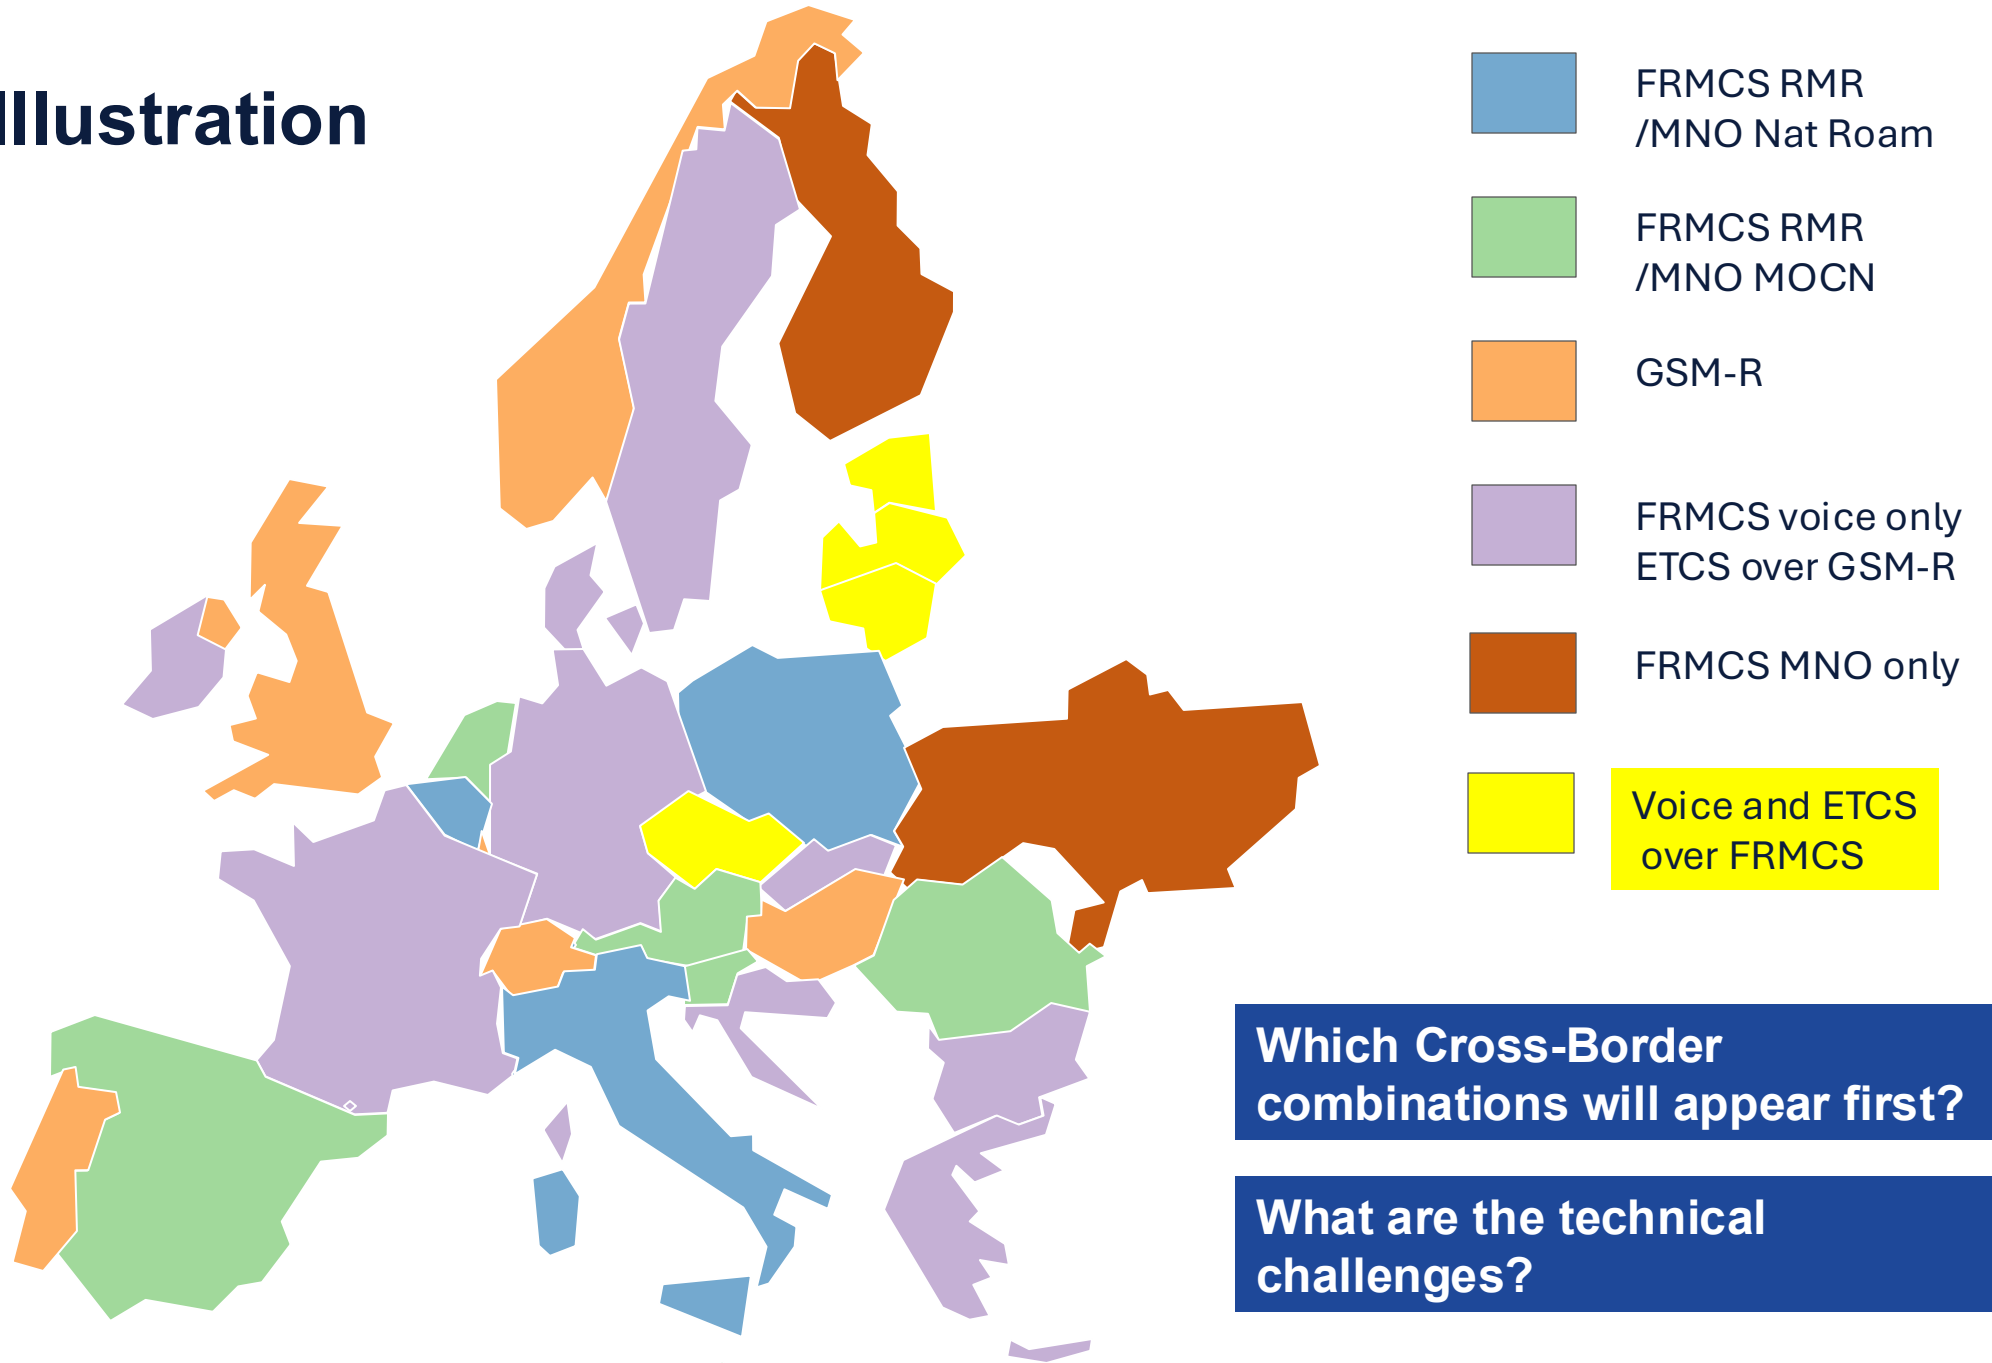 Illustration
FRMCS RMR
/MNO Nat Roam
FRMCS RMR
/MNO MOCN
GSM-R
FRMCS voice only
ETCS over GSM-R
FRMCS MNO only
Voice and ETCS
over FRMCS
Which Cross-Border
combinations will appear first?
What are the technical
challenges?